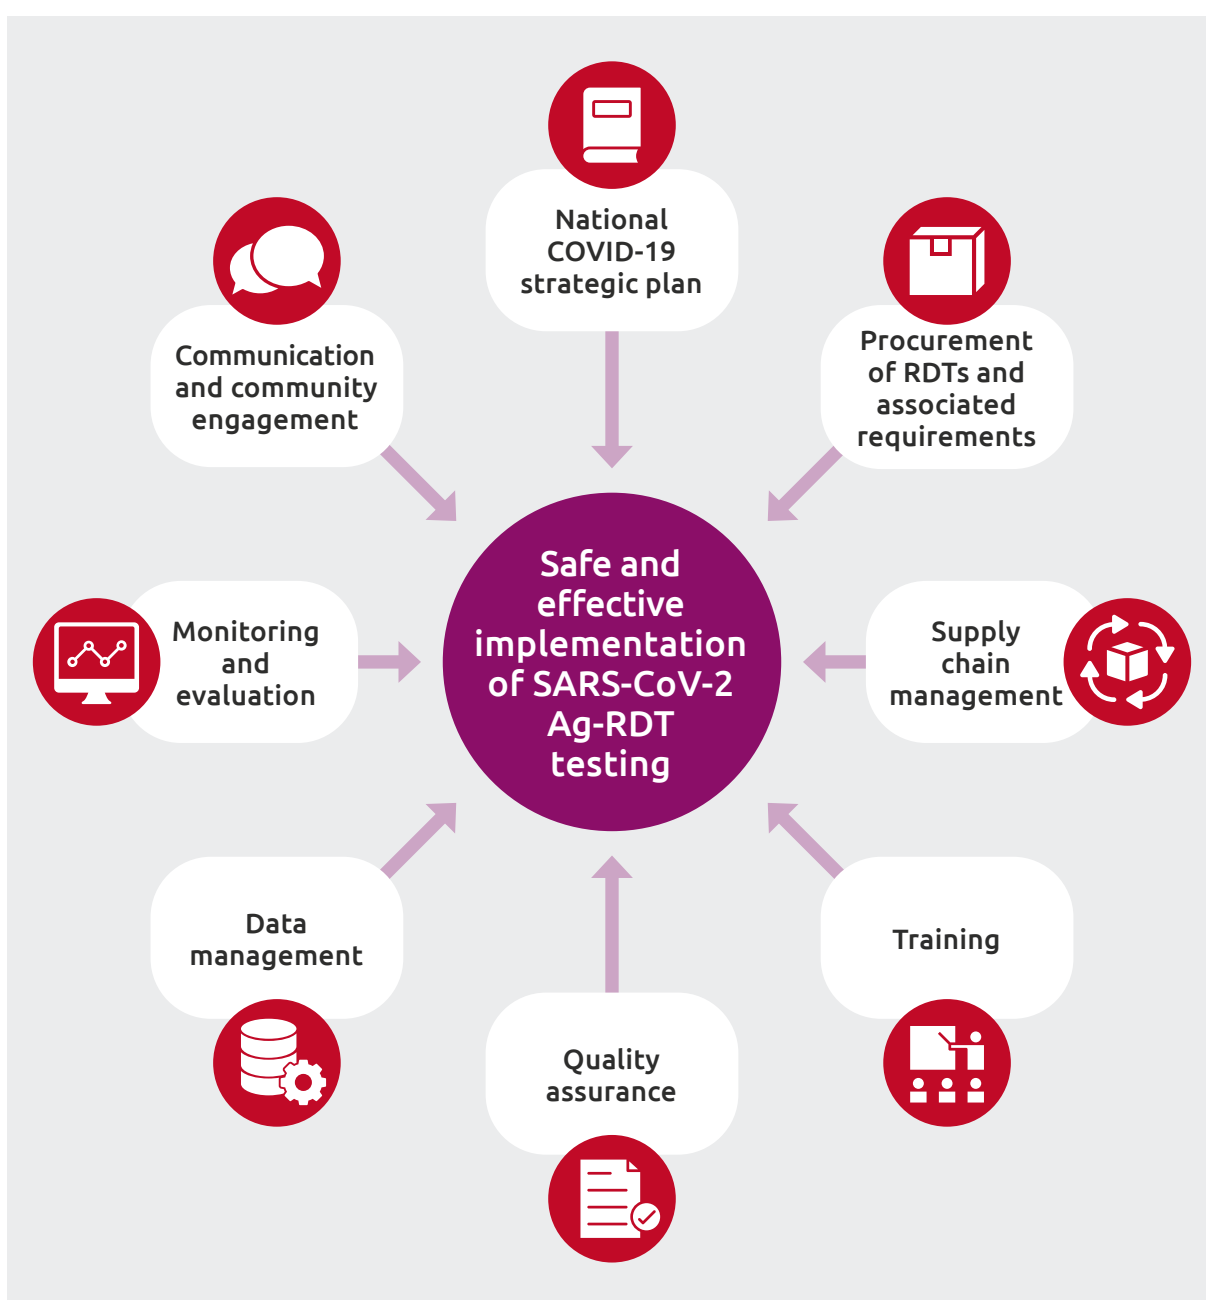 National
COVID-19
strategic plan
Procurement
of RDTs and
associated
requirements
Supply
chain
management
Training
Quality
assurance
Data
management
Monitoring
and
evaluation
Communication
and community
engagement
Safe and
effective
implementation
of SARS-CoV-2
Ag-RDT
testing